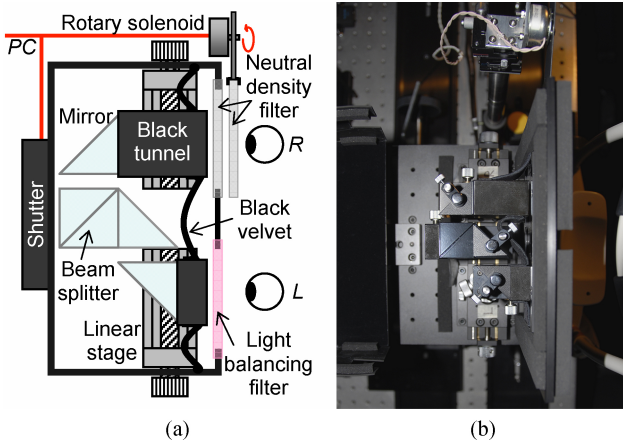 Rotary solenoid
PC
Neutral
density
filter
Mirror
Black
tunnel
R
Shutter
Black
velvet
Beam
splitter
L
Linear
stage
Light
balancing
filter
(a)
(b)